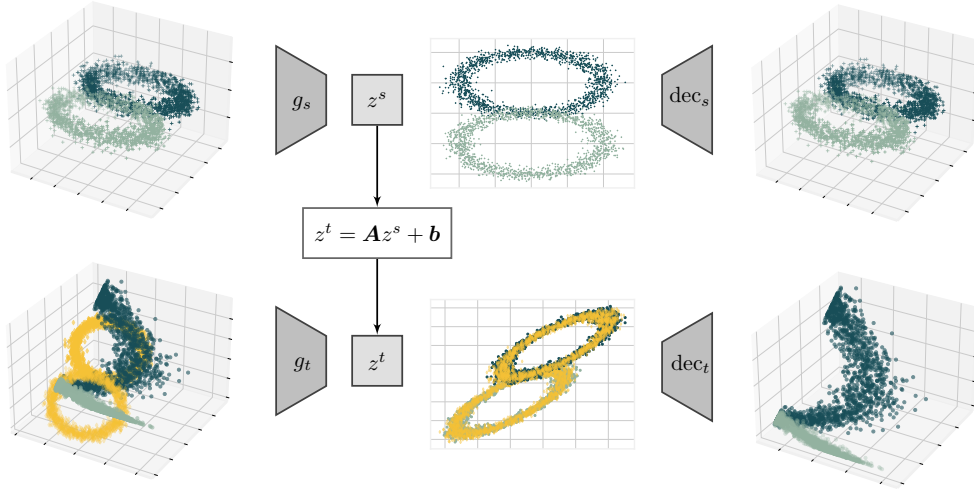 g_s
z^s
dec_s
z^t = Az^s + b
g_t
z^t
dec_t